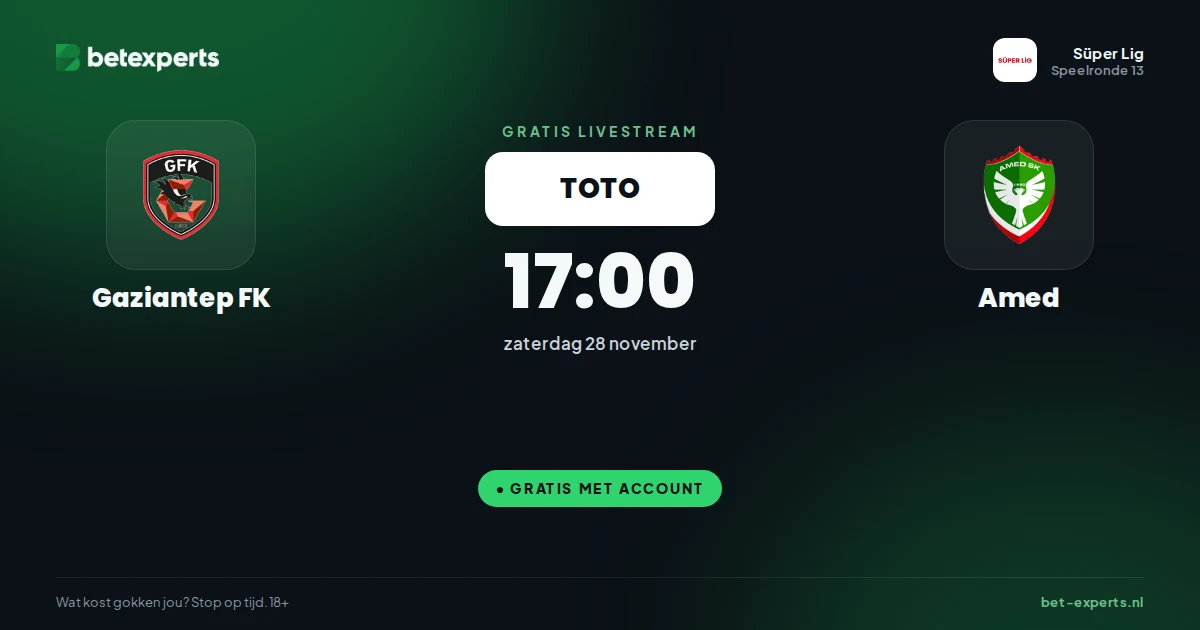 betexperts
SÜPER LİG
Süper Lig
Speelronde 13
GRATIS LIVESTREAM
TOTO
GFK
AMED SK
17:00
Gaziantep FK
Amed
zaterdag 28 november
• GRATIS MET ACCOUNT
Wat kost gokken jou? Stop op tijd. 18+
bet-experts.nl